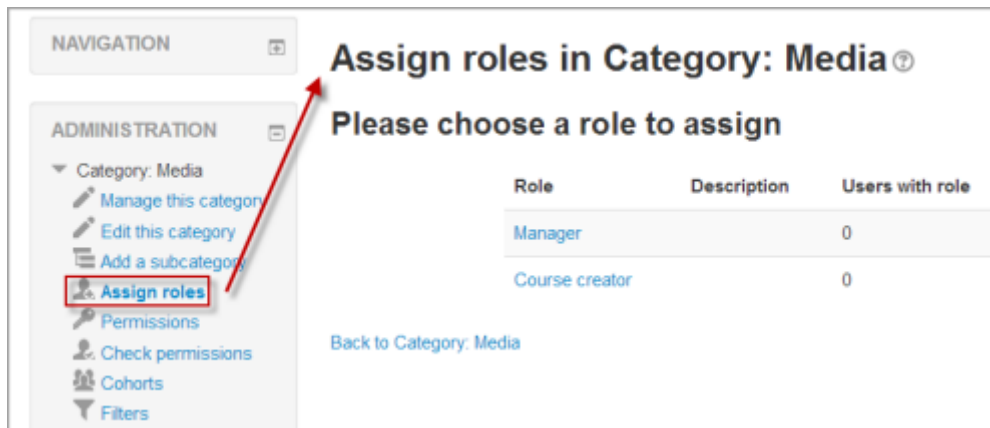 NAVIGATION
ADMINISTRATION
Category: Media
Manage this category
Edit this category
Add a subcategory
Assign roles
Permissions
Check permissions
Cohorts
Filters
Assign roles in Category: Media
Please choose a role to assign
Role Description Users with role
Manager 0
Course creator 0
Back to Category: Media